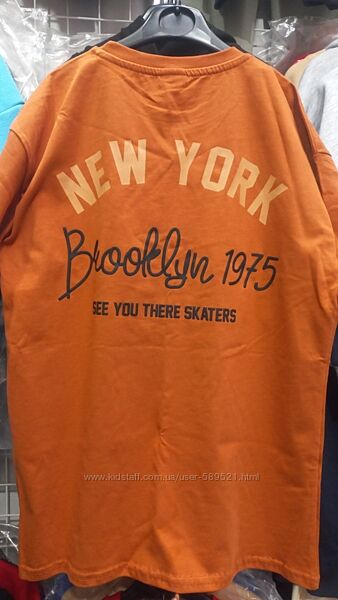 NEW YORK
Brooklyn 1975
SEE YOU THERE SKATERS
www.kidstaff.com.ua/user-589521.html